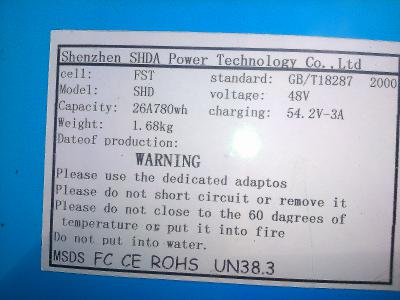 Shenzhen SHDA Power Technology Co.,Ltd
cell: FST standard: GB/T18287 2000
Model: SHD voltage: 48V
Capacity: 26A780wh charging: 54.2V-3A
Weight: 1.68kg
Dateof production:
WARNING
Please use the dedicated adaptos
Please do not short circuit or remove it
Please do not close to the 60 dagrees of
temperature or put it into fire
Do not put into water.
MSDS FC CE ROHS UN38.3